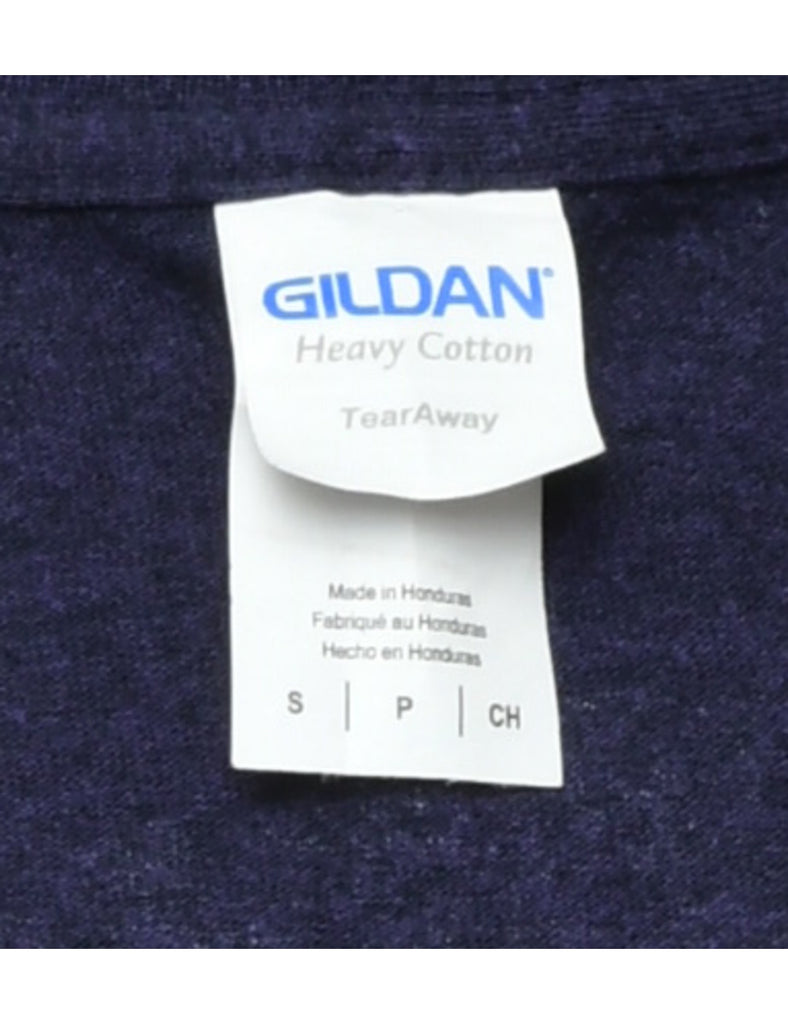 GILDAN®
Heavy Cotton
TearAway
Made in Honduras
Fabriqué au Honduras
Hecho en Honduras
S | P | CH